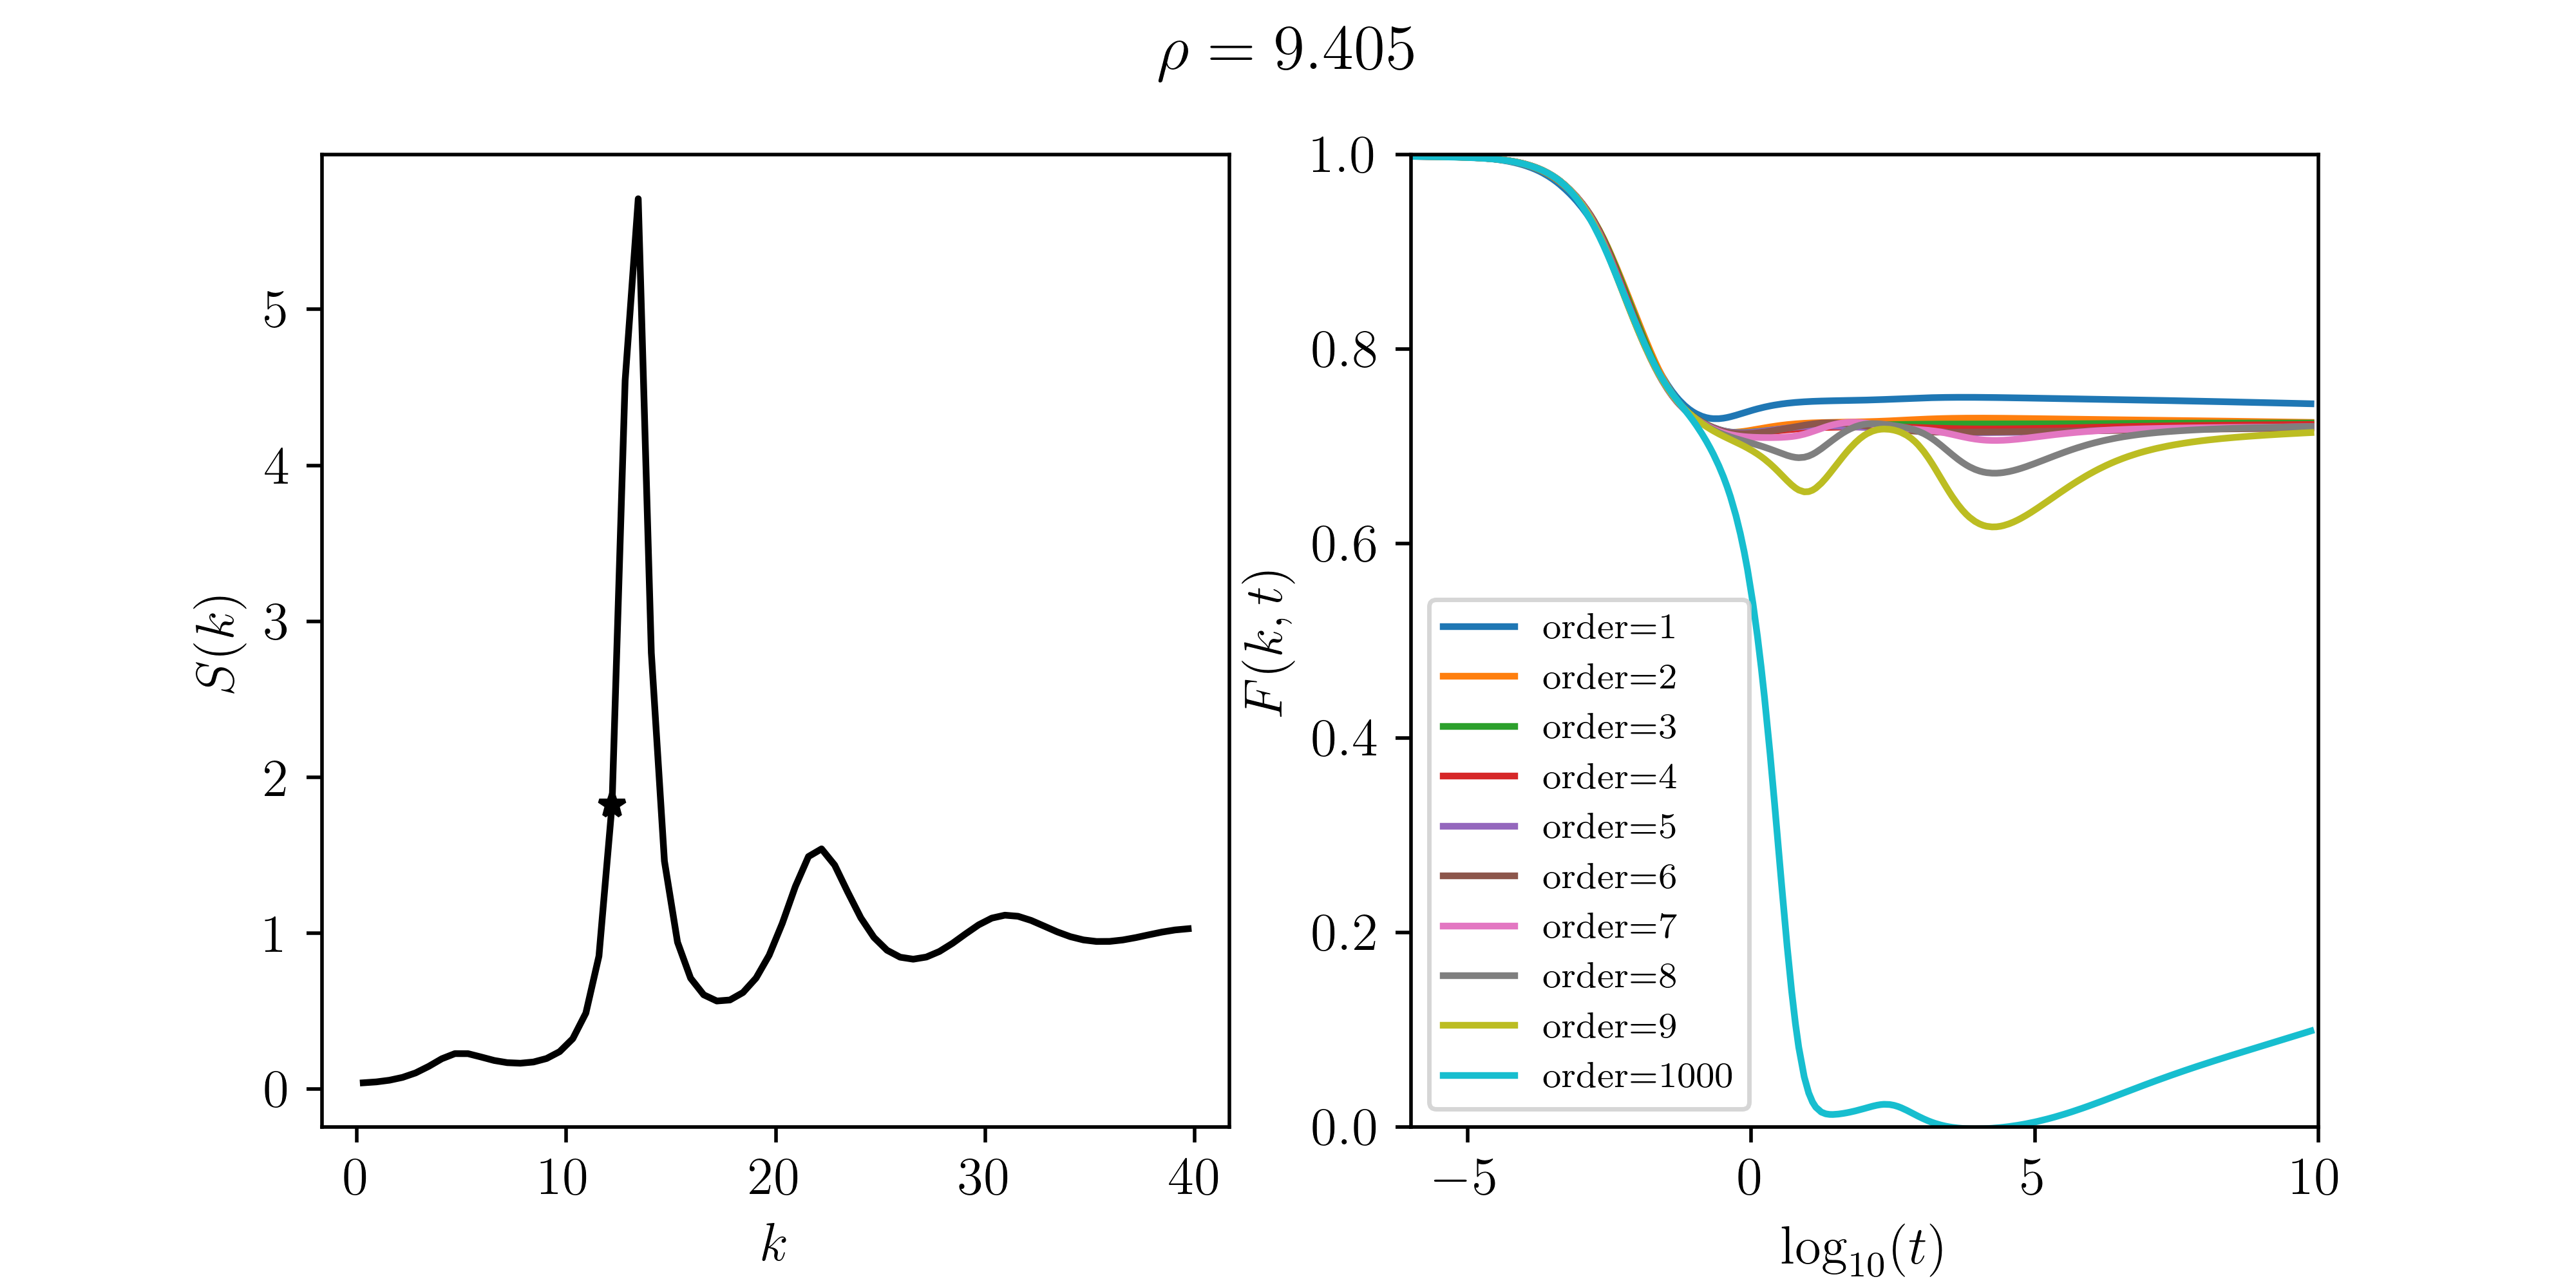 ρ = 9.405
S(k)
5
4
3
2
1
0
0 10 20 30 40
k
F(k, t)
1.0
0.8
0.6
0.4
0.2
0.0
order=1
order=2
order=3
order=4
order=5
order=6
order=7
order=8
order=9
order=1000
−5 0 5 10
log₁₀(t)